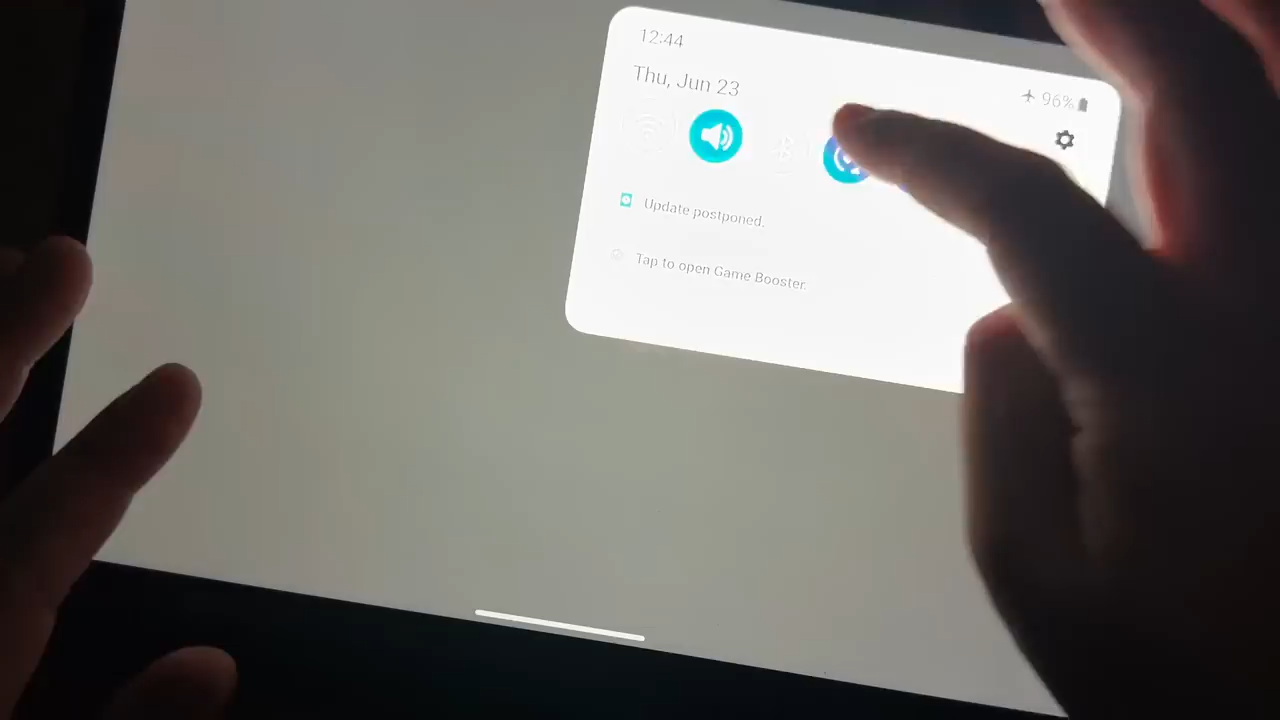 12:44
Thu, Jun 23
96%
Update postponed.
Tap to open Game Booster.